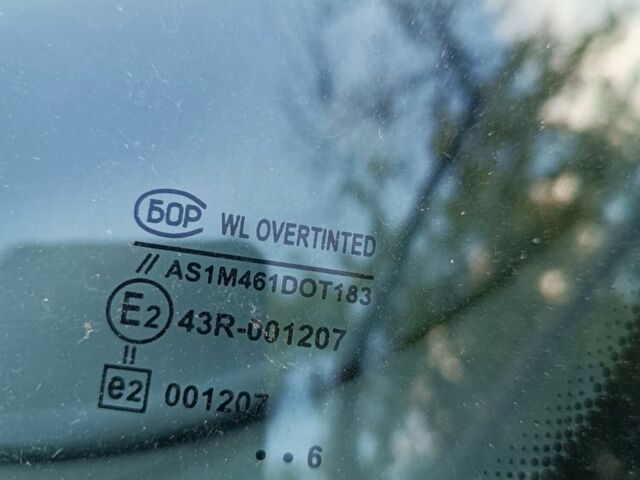 БОР WL OVERTINTED
// AS1M461DOT183
E2 43R-001207
//
e2 001207
• • 6